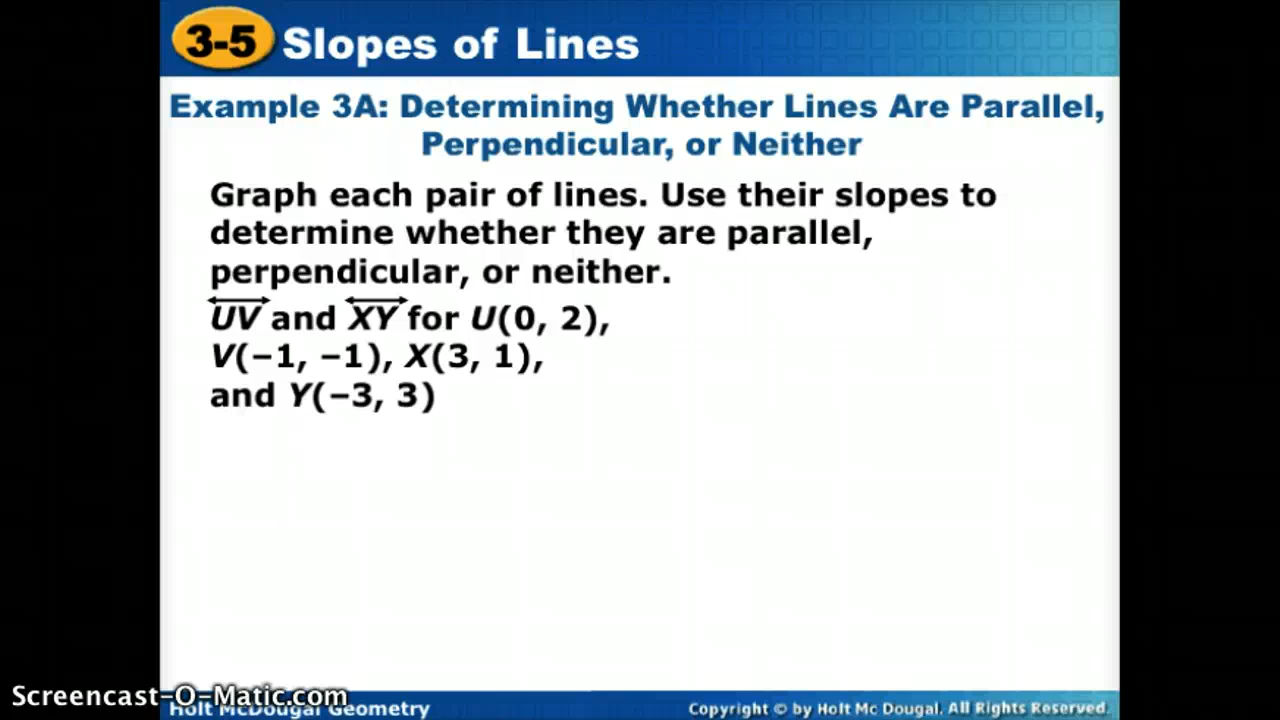 3-5 Slopes of Lines
Example 3A: Determining Whether Lines Are Parallel,
Perpendicular, or Neither
Graph each pair of lines. Use their slopes to
determine whether they are parallel,
perpendicular, or neither.
UV and XY for U(0, 2),
V(−1, −1), X(3, 1),
and Y(−3, 3)
Screencast-O-Matic.com
Holt McDougal Geometry
Copyright © by Holt Mc Dougal. All Rights Reserved.